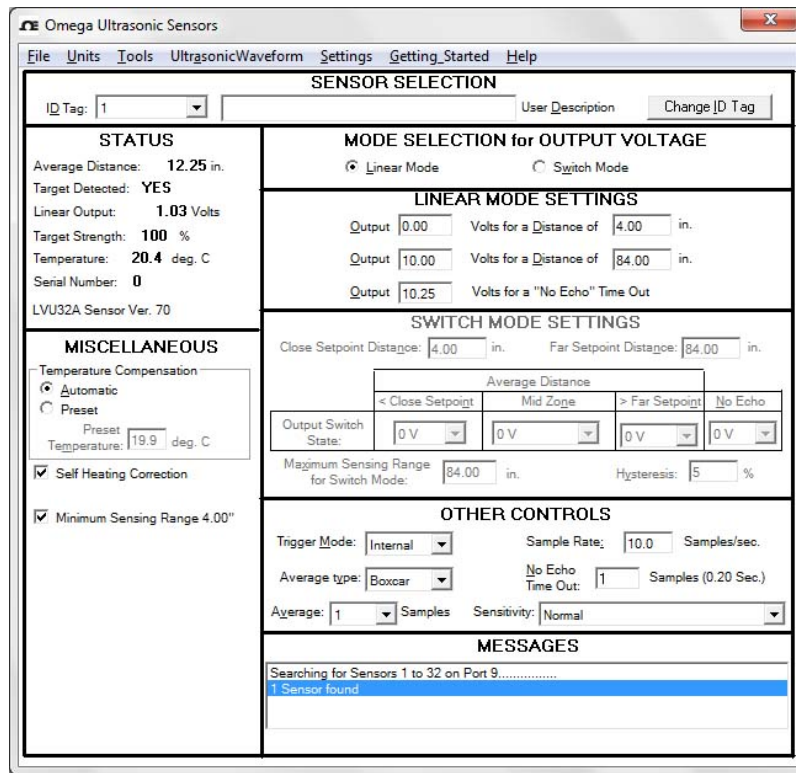 Omega Ultrasonic Sensors
File Units Tools UltrasonicWaveform Settings Getting_Started Help
SENSOR SELECTION
ID Tag: 1 User Description Change ID Tag
STATUS
Average Distance: 12.25 in.
Target Detected: YES
Linear Output: 1.03 Volts
Target Strength: 100 %
Temperature: 20.4 deg. C
Serial Number: 0
LVU32A Sensor Ver. 70
MISCELLANEOUS
Temperature Compensation
Automatic
Preset
Preset
Temperature: 19.9 deg. C
Self Heating Correction
Minimum Sensing Range 4.00"
MODE SELECTION for OUTPUT VOLTAGE
Linear Mode Switch Mode
LINEAR MODE SETTINGS
Output 0.00 Volts for a Distance of 4.00 in.
Output 10.00 Volts for a Distance of 84.00 in.
Output 10.25 Volts for a "No Echo" Time Out
SWITCH MODE SETTINGS
Close Setpoint Distance: 4.00 in. Far Setpoint Distance: 84.00 in.
Average Distance
< Close Setpoint Mid Zone > Far Setpoint No Echo
Output Switch
State: 0 V 0 V 0 V 0 V
Maximum Sensing Range
for Switch Mode: 84.00 in. Hysteresis: 5 %
OTHER CONTROLS
Trigger Mode: Internal Sample Rate: 10.0 Samples/sec.
Average type: Boxcar No Echo
Time Out: 1 Samples (0.20 Sec.)
Average: 1 Samples Sensitivity: Normal
MESSAGES
Searching for Sensors 1 to 32 on Port 9................
1 Sensor found